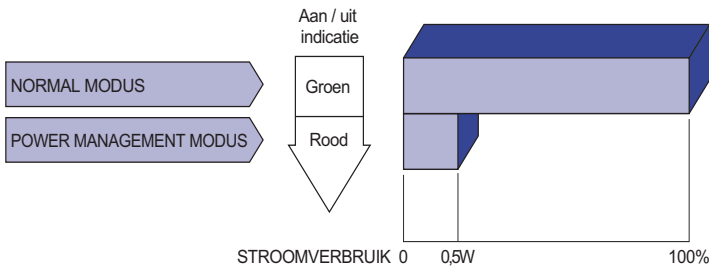 Aan / uit
indicatie
NORMAL MODUS
Groen
POWER MANAGEMENT MODUS
Rood
STROOMVERBRUIK 0 0,5W 100%